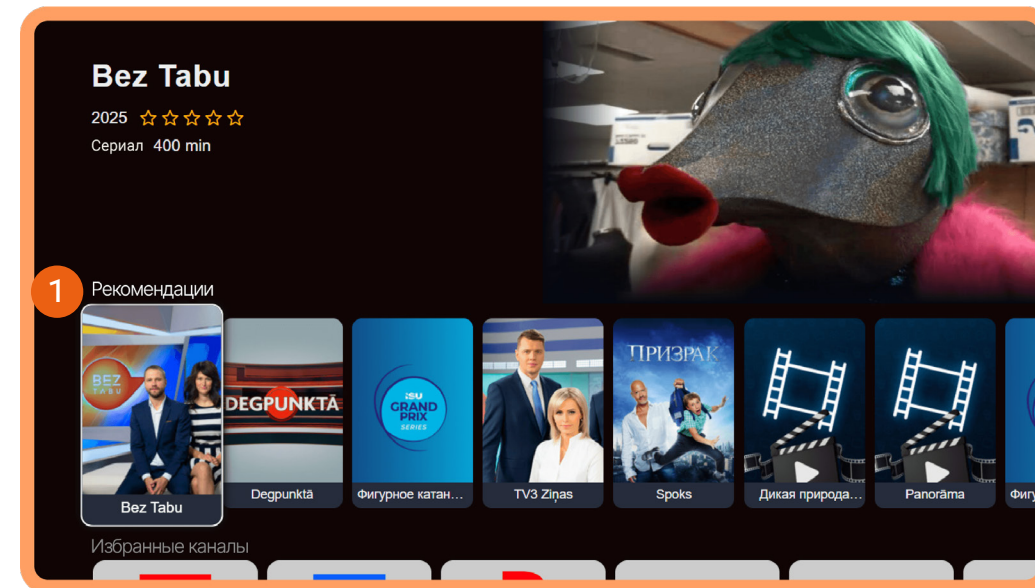 Bez Tabu
2025
Сериал 400 min
1
Рекомендации
BEZ
TABU
DEGPUNKTĀ
ISU
GRAND
PRIX
SERIES
ПРИЗРАК
Bez Tabu
Degpunktā
Фигурное катан...
TV3 Ziņas
Spoks
Дикая природа...
Panorāma
Фигу
Избранные каналы